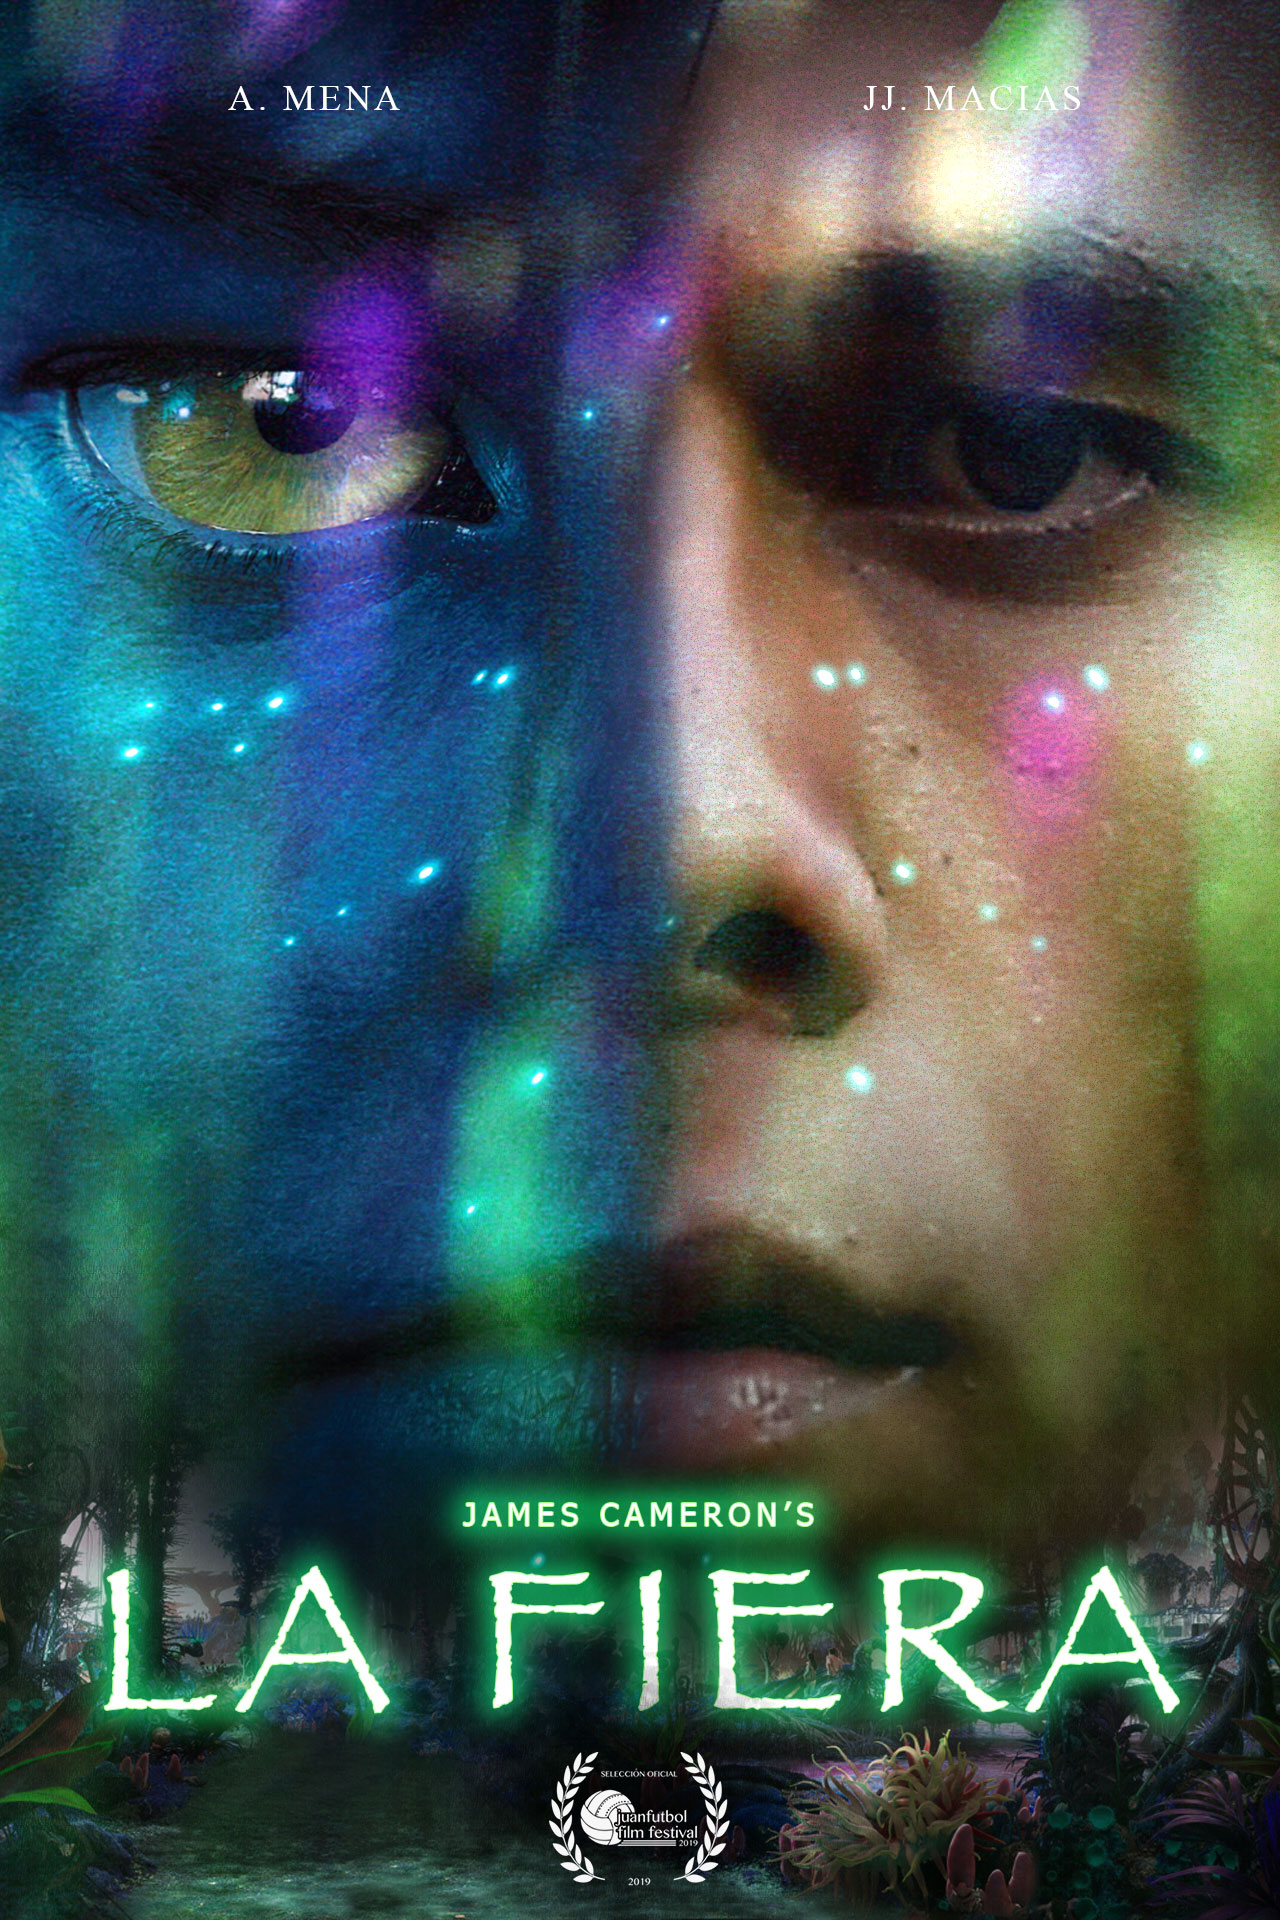 A. MENA
JJ. MACIAS
JAMES CAMERON’S
LA FIERA
SELECCIÓN OFICIAL
juanfutbol
film festival
2019
2019